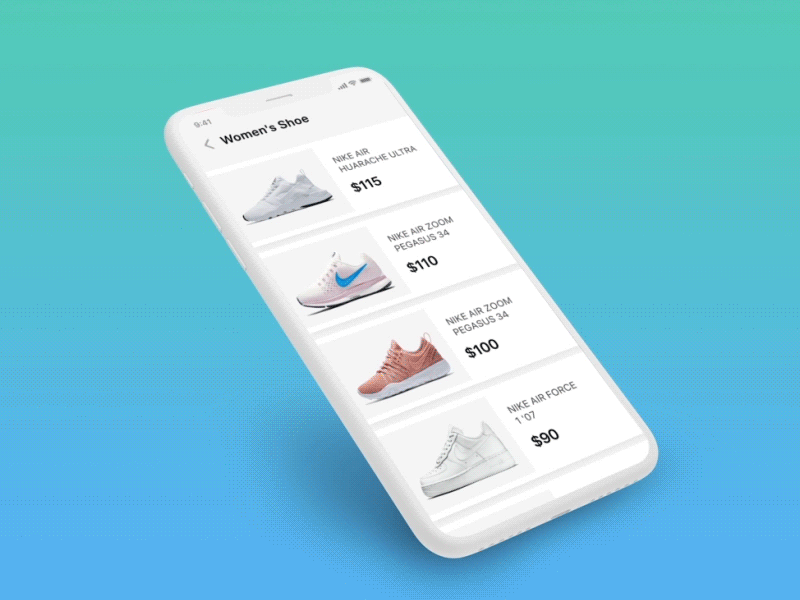 9:41
Women's Shoe
NIKE AIR
HUARACHE ULTRA
$115
NIKE AIR ZOOM
PEGASUS 34
$110
NIKE AIR ZOOM
PEGASUS 34
$100
NIKE AIR FORCE
1 '07
$90